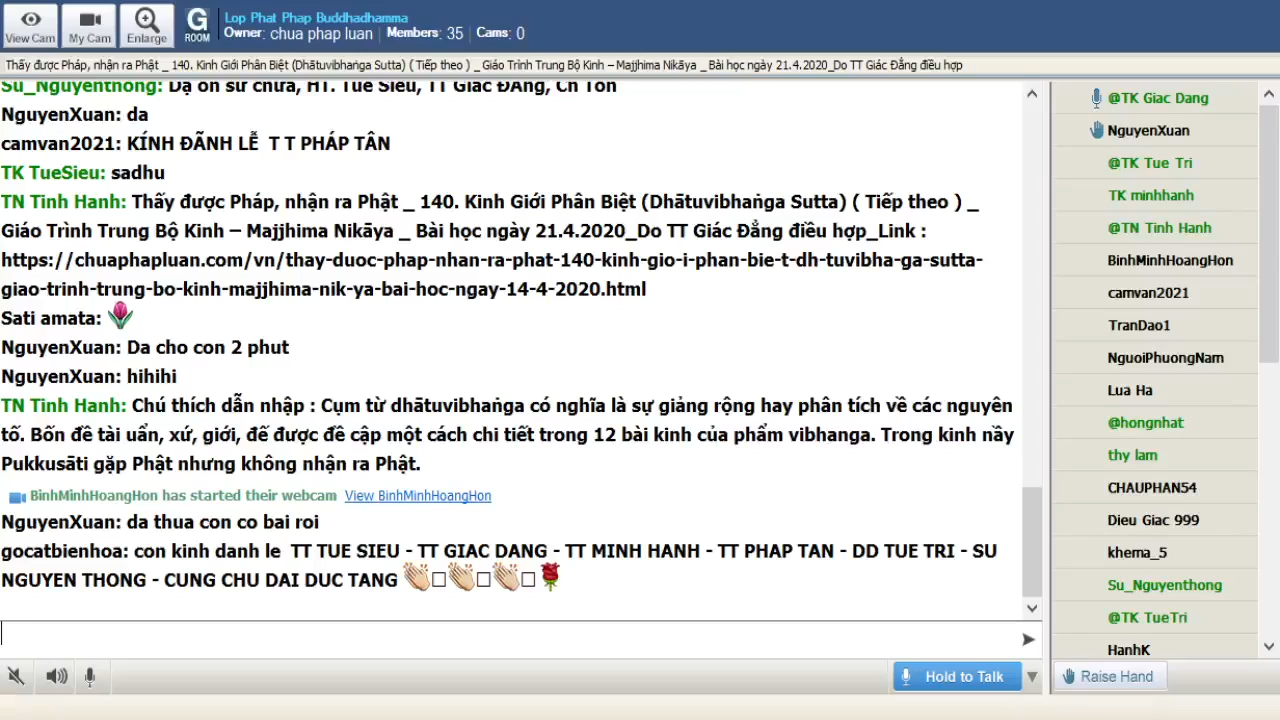 View Cam
My Cam
Enlarge
G
ROOM
Lop Phat Phap Buddhadhamma
Owner: chua phap luan
Members: 35
Cams: 0
Thấy được Pháp, nhận ra Phật _ 140. Kinh Giới Phân Biệt (Dhātuvibhaṅga Sutta) ( Tiếp theo ) _ Giáo Trình Trung Bộ Kinh – Majjhima Nikāya _ Bài học ngày 21.4.2020_Do TT Giác Đẳng điều hợp
Su_Nguyenthong:
NguyenXuan: da
camvan2021: KÍNH ĐÃNH LỄ T T PHÁP TÂN
TK TueSieu: sadhu
TN Tinh Hanh: Thấy được Pháp, nhận ra Phật _ 140. Kinh Giới Phân Biệt (Dhātuvibhaṅga Sutta) ( Tiếp theo ) _
Giáo Trình Trung Bộ Kinh – Majjhima Nikāya _ Bài học ngày 21.4.2020_Do TT Giác Đẳng điều hợp_Link :
https://chuaphapluan.com/vn/thay-duoc-phap-nhan-ra-phat-140-kinh-gio-i-phan-bie-t-dh-tuvibha-ga-sutta-
giao-trinh-trung-bo-kinh-majjhima-nik-ya-bai-hoc-ngay-14-4-2020.html
Sati amata:
NguyenXuan: Da cho con 2 phut
NguyenXuan: hihihi
TN Tinh Hanh: Chú thích dẫn nhập : Cụm từ dhātuvibhaṅga có nghĩa là sự giảng rộng hay phân tích về các nguyên
tố. Bốn đề tài uẩn, xứ, giới, đế được đề cập một cách chi tiết trong 12 bài kinh của phẩm vibhanga. Trong kinh nầy
Pukkusāti gặp Phật nhưng không nhận ra Phật.
BinhMinhHoangHon has started their webcam View BinhMinhHoangHon
NguyenXuan: da thua con co bai roi
gocatbienhoa: con kinh danh le TT TUE SIEU - TT GIAC DANG - TT MINH HANH - TT PHAP TAN - DD TUE TRI - SU
NGUYEN THONG - CUNG CHU DAI DUC TANG
Hold to Talk
@TK Giac Dang
NguyenXuan
@TK Tue Tri
TK minhhanh
@TN Tinh Hanh
BinhMinhHoangHon
camvan2021
TranDao1
NguoiPhuongNam
Lua Ha
@hongnhat
thy lam
CHAUPHAN54
Dieu Giac 999
khema_5
Su_Nguyenthong
@TK TueTri
HanhK
Raise Hand